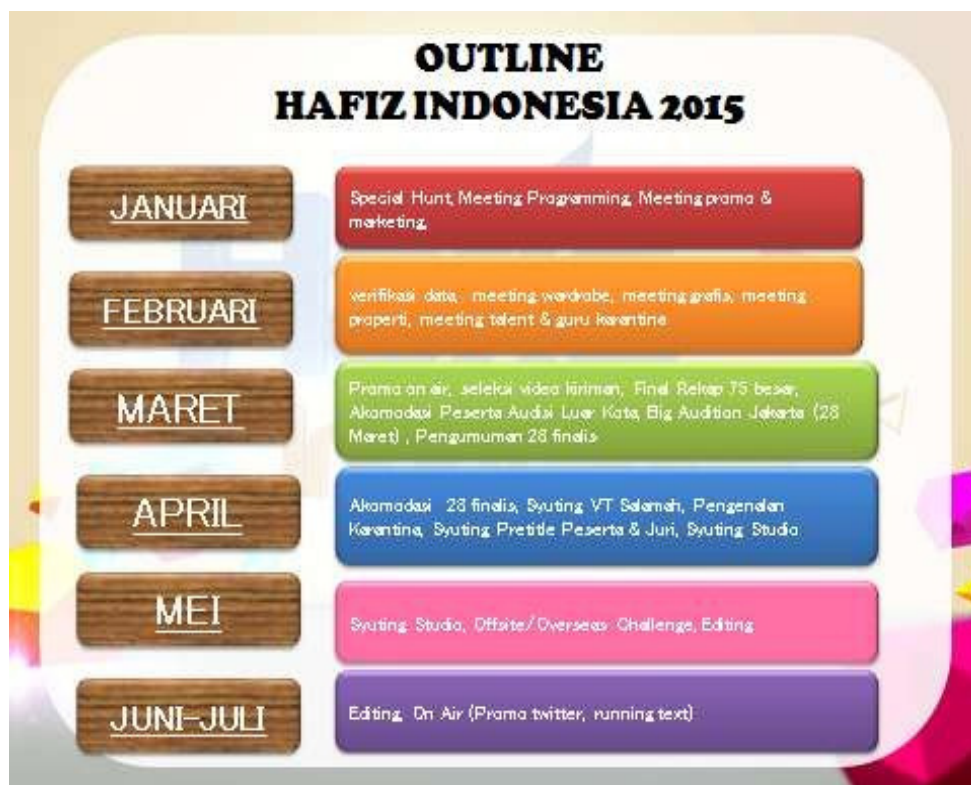 OUTLINE
HAFIZ INDONESIA 2015
JANUARI
Special Hunt, Meeting Programming, Meeting promo &
marketing
FEBRUARI
verifikasi data, meeting wardrobe, meeting grafis, meeting
properti, meeting talent & guru karantina
MARET
Promo on air, seleksi video kiriman, Final Rekap 75 besar,
Akomodasi Peserta Audisi Luar Kota, Big Audition Jakarta (28
Maret) , Pengumuman 28 finalis
APRIL
Akomodasi 28 finalis, Syuting VT Salamah, Pengenalan
Karantina, Syuting Pretitle Peserta & Juri, Syuting Studio
MEI
Syuting Studio, Offsite/Overseas Challenge, Editing
JUNI-JULI
Editing, On Air (Promo twitter, running text)